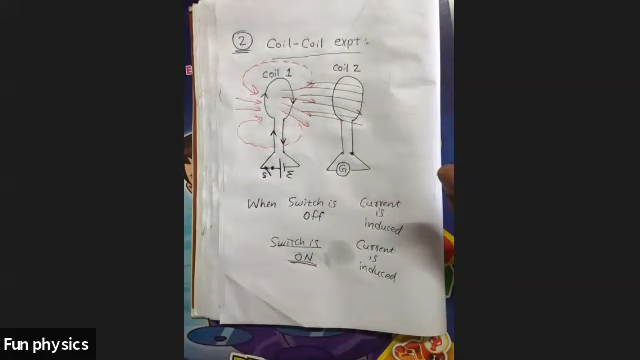 2 Coil-Coil expt:-
Coil 1
Coil 2
S
E
G
When Switch is Off
Current is induced
Switch is ON
Current is induced
Fun physics